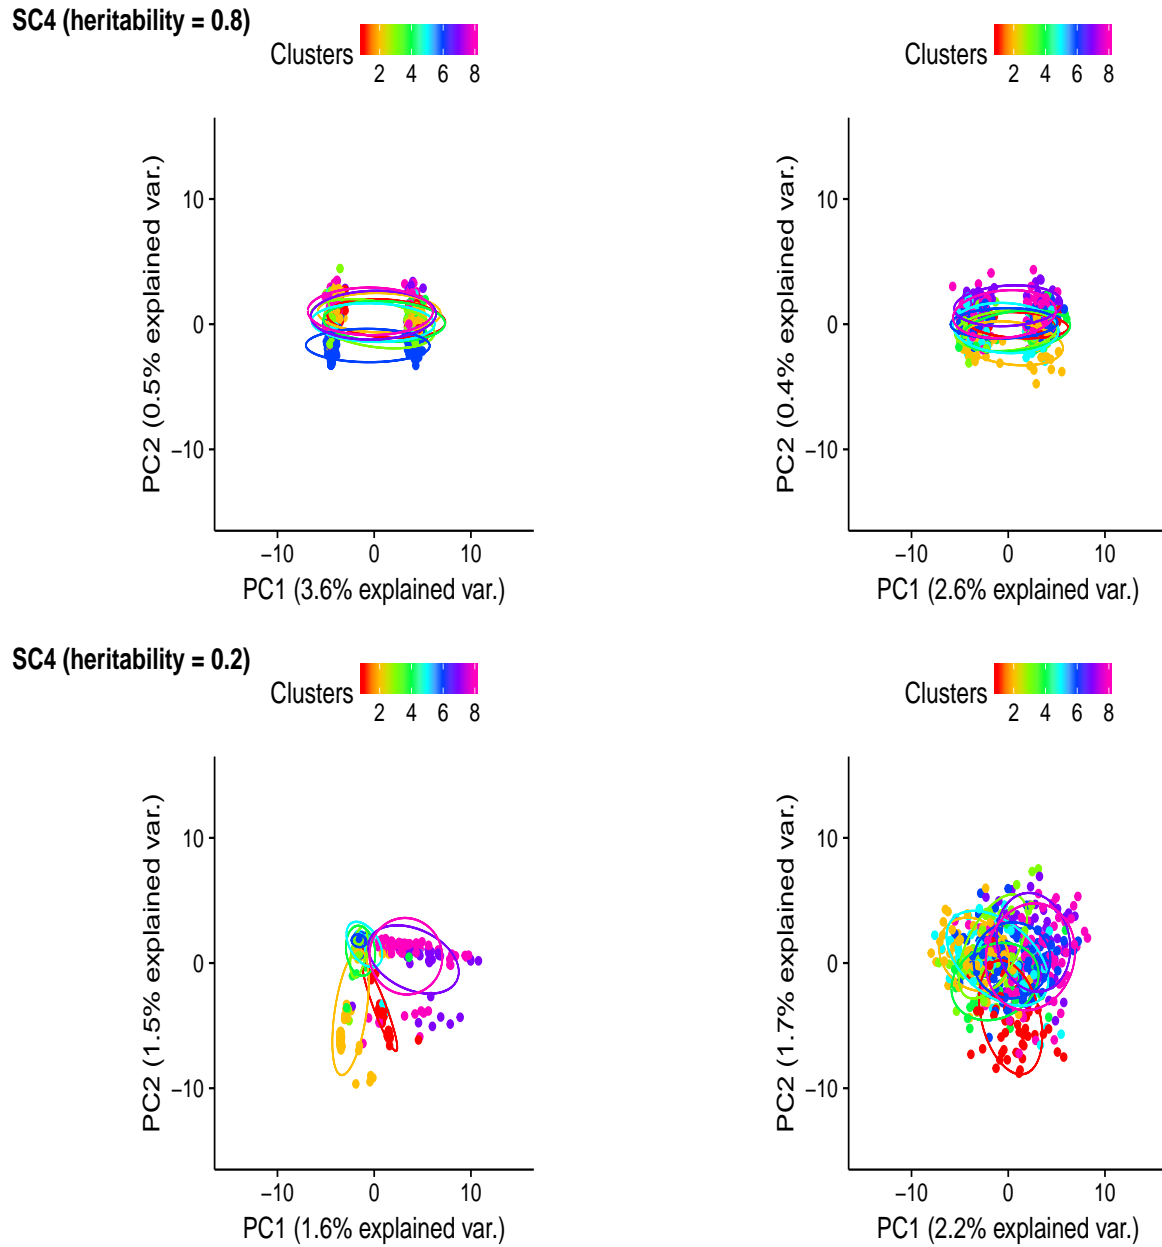 SC4 (heritability = 0.8)
Clusters
2 4 6 8
Clusters
2 4 6 8
PC2 (0.5% explained var.)
10
0
−10
−10 0 10
PC1 (3.6% explained var.)
PC2 (0.4% explained var.)
10
0
−10
−10 0 10
PC1 (2.6% explained var.)
SC4 (heritability = 0.2)
Clusters
2 4 6 8
Clusters
2 4 6 8
PC2 (1.5% explained var.)
10
0
−10
−10 0 10
PC1 (1.6% explained var.)
PC2 (1.7% explained var.)
10
0
−10
−10 0 10
PC1 (2.2% explained var.)